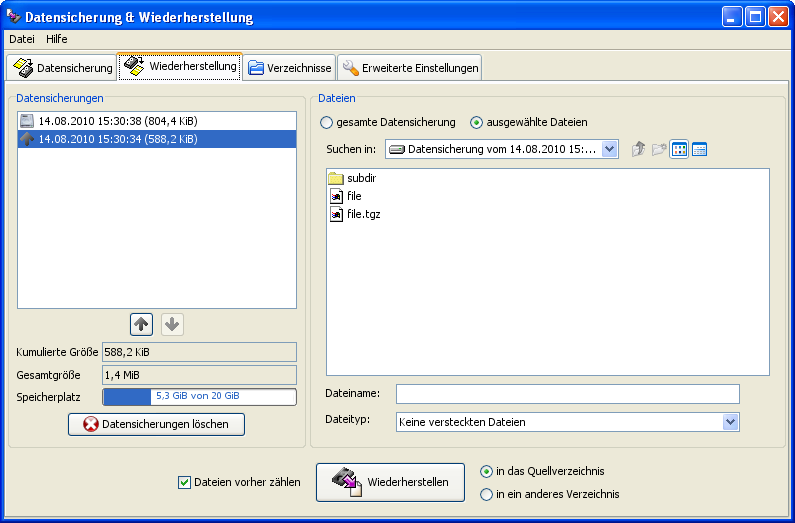 Datensicherung & Wiederherstellung
Datei Hilfe
Datensicherung Wiederherstellung Verzeichnisse Erweiterte Einstellungen
Datensicherungen
14.08.2010 15:30:38 (804,4 KiB)
14.08.2010 15:30:34 (588,2 KiB)
Kumulierte Größe 588,2 KiB
Gesamtgröße 1,4 MiB
Speicherplatz 5,3 GiB von 20 GiB
Datensicherungen löschen
Dateien
gesamte Datensicherung ausgewählte Dateien
Suchen in: Datensicherung vom 14.08.2010 15:...
subdir
file
file.tgz
Dateiname:
Dateityp: Keine versteckten Dateien
Dateien vorher zählen
Wiederherstellen
in das Quellverzeichnis
in ein anderes Verzeichnis